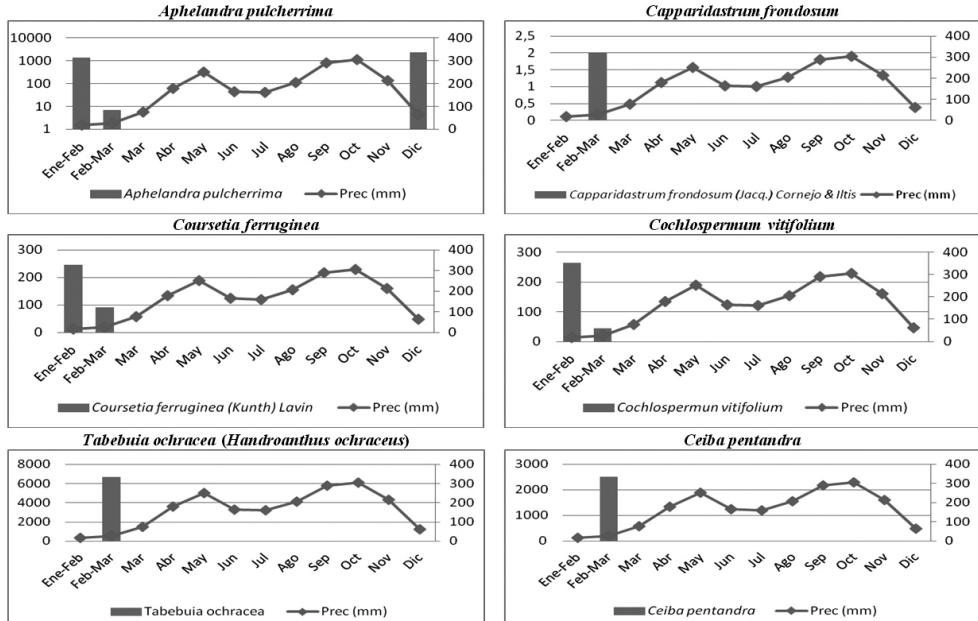 Aphelandra pulcherrima
10000
1000
100
10
1
400
300
200
100
0
Ene-Feb
Feb-Mar
Mar
Abr
May
Jun
Jul
Ago
Sep
Oct
Nov
Dic
Aphelandra pulcherrima
Prec (mm)
Capparidastrum frondosum
2,5
2
1,5
1
0,5
0
400
300
200
100
0
Ene-Feb
Feb-Mar
Mar
Abr
May
Jun
Jul
Ago
Sep
Oct
Nov
Dic
Capparidastrum frondosum (Jacq.) Cornejo & Iltis
Prec (mm)
Coursetia ferruginea
300
200
100
0
400
300
200
100
0
Ene-Feb
Feb-Mar
Mar
Abr
May
Jun
Jul
Ago
Sep
Oct
Nov
Dic
Coursetia ferruginea (Kunth) Lavin
Prec (mm)
Cochlospermum vitifolium
300
200
100
0
400
300
200
100
0
Ene-Feb
Feb-Mar
Mar
Abr
May
Jun
Jul
Ago
Sep
Oct
Nov
Dic
Cochlospermun vitifolium
Prec (mm)
Tabebuia ochracea (Handroanthus ochraceus)
8000
6000
4000
2000
0
400
300
200
100
0
Ene-Feb
Feb-Mar
Mar
Abr
May
Jun
Jul
Ago
Sep
Oct
Nov
Dic
Tabebuia ochracea
Prec (mm)
Ceiba pentandra
3000
2000
1000
0
400
300
200
100
0
Ene-Feb
Feb-Mar
Mar
Abr
May
Jun
Jul
Ago
Sep
Oct
Nov
Dic
Ceiba pentandra
Prec (mm)